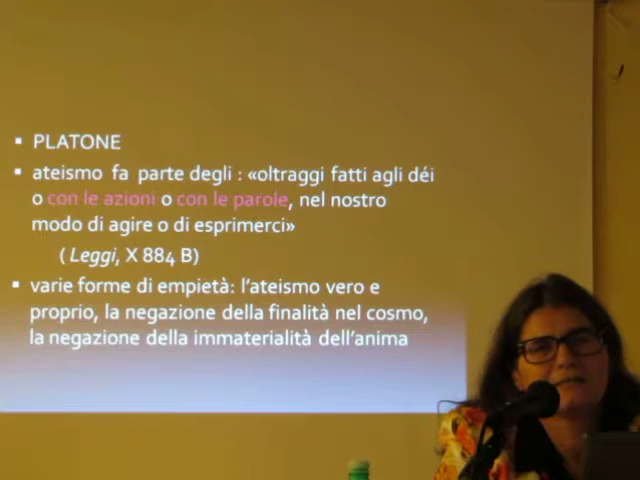 ▪ PLATONE
▪ ateismo fa parte degli : «oltraggi fatti agli déi
o con le azioni o con le parole, nel nostro
modo di agire o di esprimerci»
( Leggi, X 884 B)
▪ varie forme di empietà: l'ateismo vero e
proprio, la negazione della finalità nel cosmo,
la negazione della immaterialità dell'anima